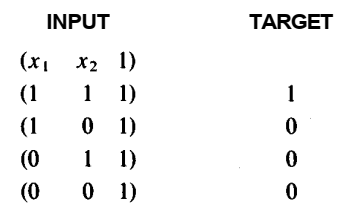 INPUT TARGET
(x₁ x₂ 1)
(1 1 1) 1
(1 0 1) 0
(0 1 1) 0
(0 0 1) 0